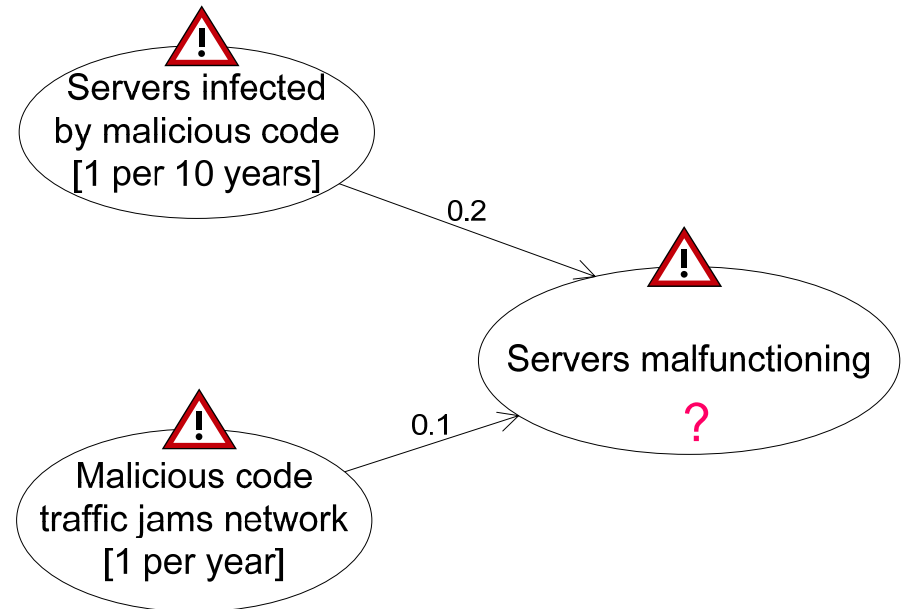 Servers infected
by malicious code
[1 per 10 years]
0.2
Servers malfunctioning
?
0.1
Malicious code
traffic jams network
[1 per year]